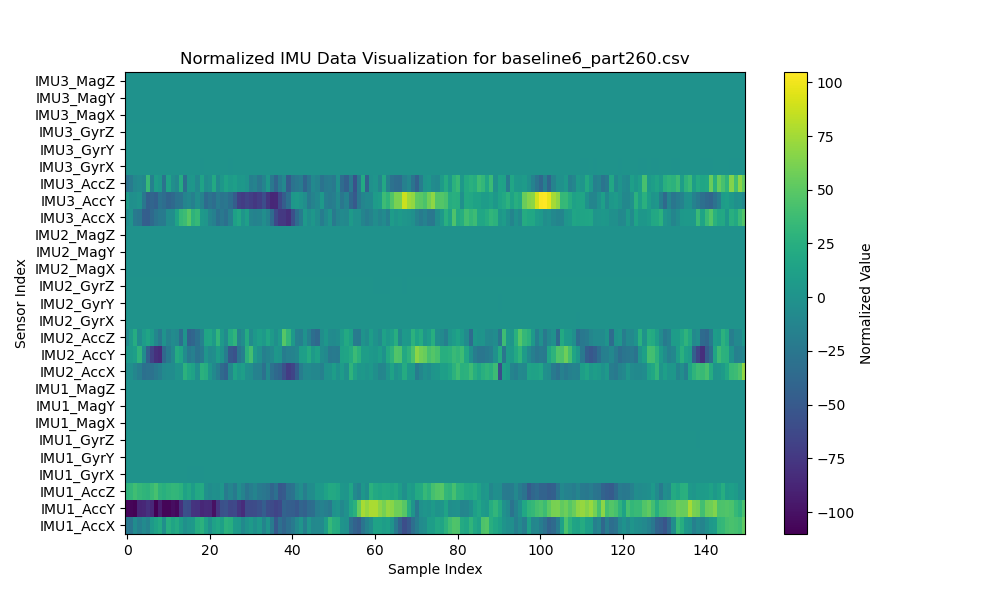 Normalized IMU Data Visualization for baseline6_part260.csv
IMU3_MagZ
IMU3_MagY
IMU3_MagX
IMU3_GyrZ
IMU3_GyrY
IMU3_GyrX
IMU3_AccZ
IMU3_AccY
IMU3_AccX
IMU2_MagZ
IMU2_MagY
IMU2_MagX
IMU2_GyrZ
IMU2_GyrY
IMU2_GyrX
IMU2_AccZ
IMU2_AccY
IMU2_AccX
IMU1_MagZ
IMU1_MagY
IMU1_MagX
IMU1_GyrZ
IMU1_GyrY
IMU1_GyrX
IMU1_AccZ
IMU1_AccY
IMU1_AccX
Sensor Index
0 20 40 60 80 100 120 140
Sample Index
100
75
50
25
0
−25
−50
−75
−100
Normalized Value